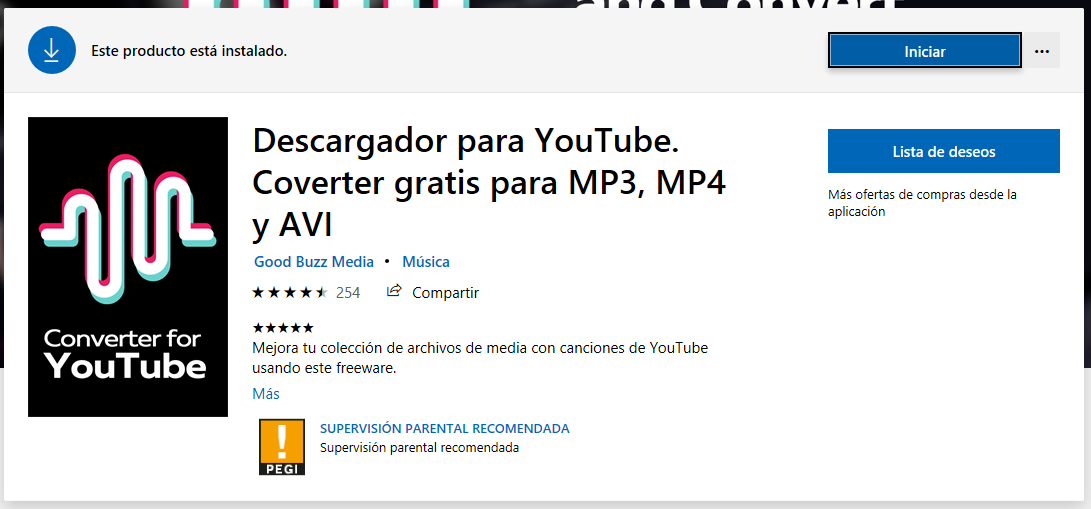 and Convert
Este producto está instalado.
Iniciar
...
Descargador para YouTube.
Coverter gratis para MP3, MP4
y AVI
Good Buzz Media • Música
254
Compartir
Mejora tu colección de archivos de media con canciones de YouTube
usando este freeware.
Más
SUPERVISIÓN PARENTAL RECOMENDADA
Supervisión parental recomendada
PEGI
Converter for
YouTube
Lista de deseos
Más ofertas de compras desde la
aplicación